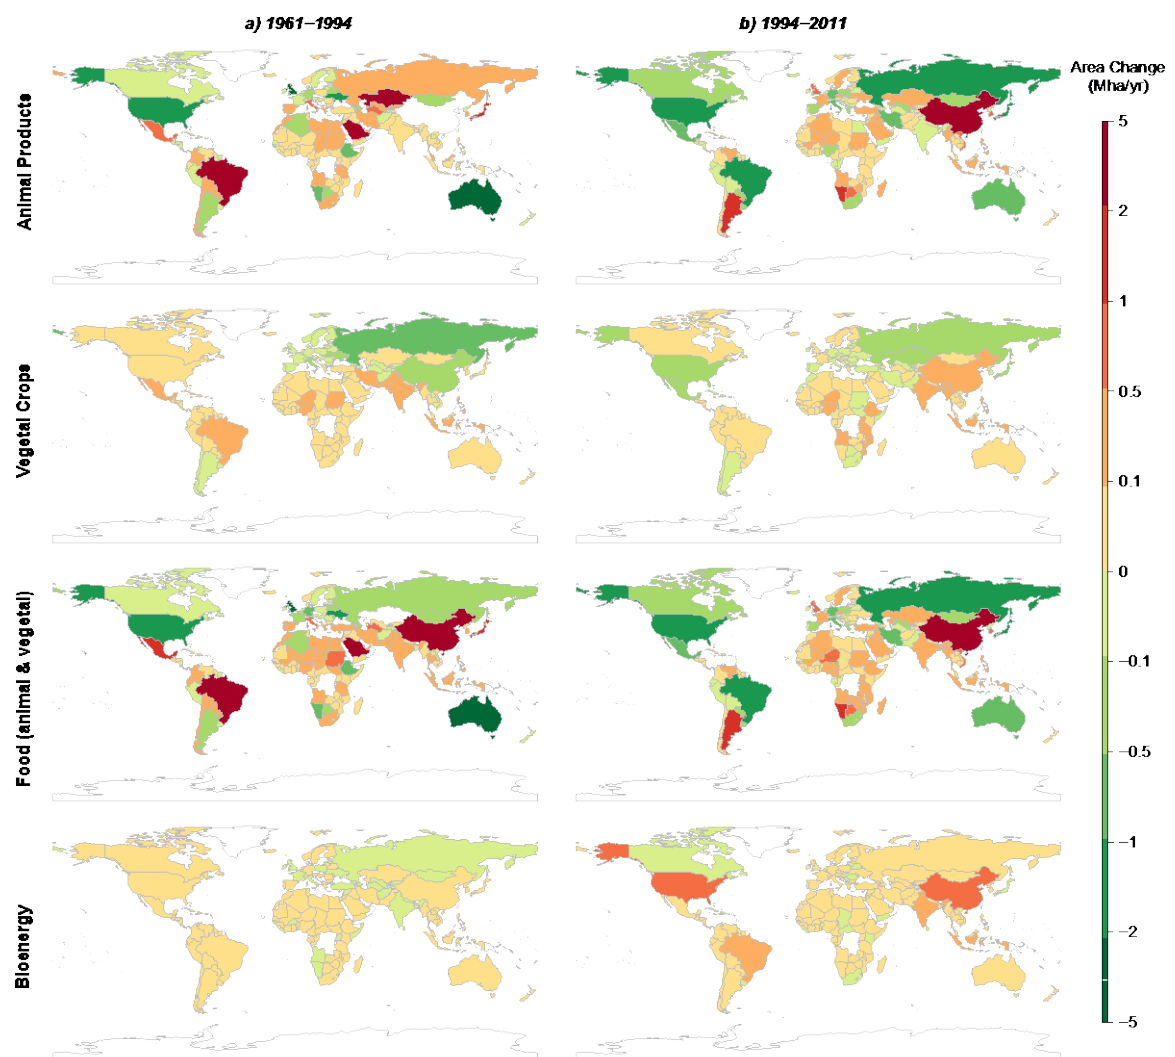 a) 1961–1994
b) 1994–2011
Area Change
(Mha/yr)
Animal Products
Vegetal Crops
Food (animal & vegetal)
Bioenergy
5
2
1
0.5
0.1
0
−0.1
−0.5
−1
−2
−5